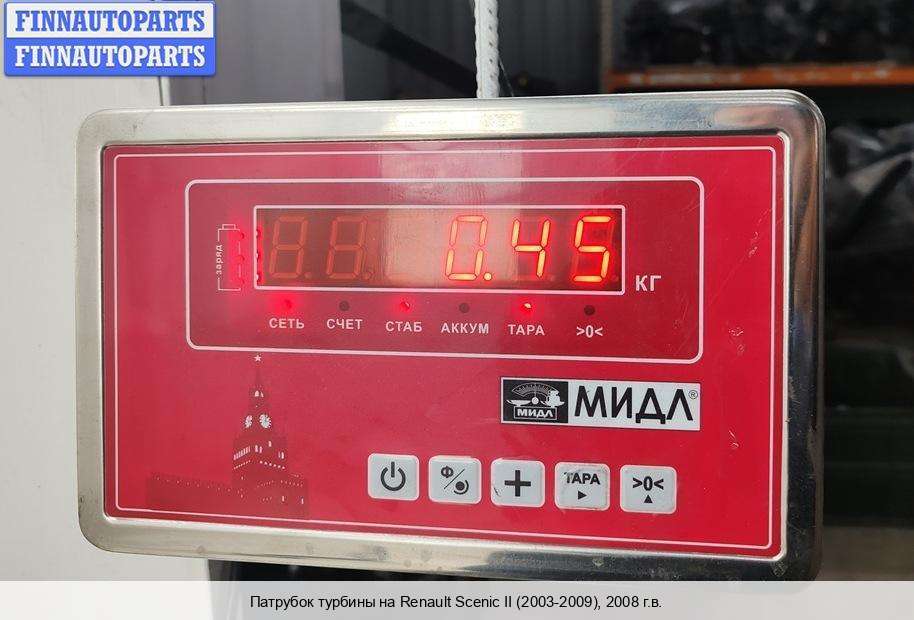 FINNAUTOPARTS
FINNAUTOPARTS
заряд
0.45
КГ
СЕТЬ СЧЕТ СТАБ АККУМ ТАРА >0<
МИДЛ МИДЛ®
Ф ТАРА >0<
Патрубок турбины на Renault Scenic II (2003-2009), 2008 г.в.